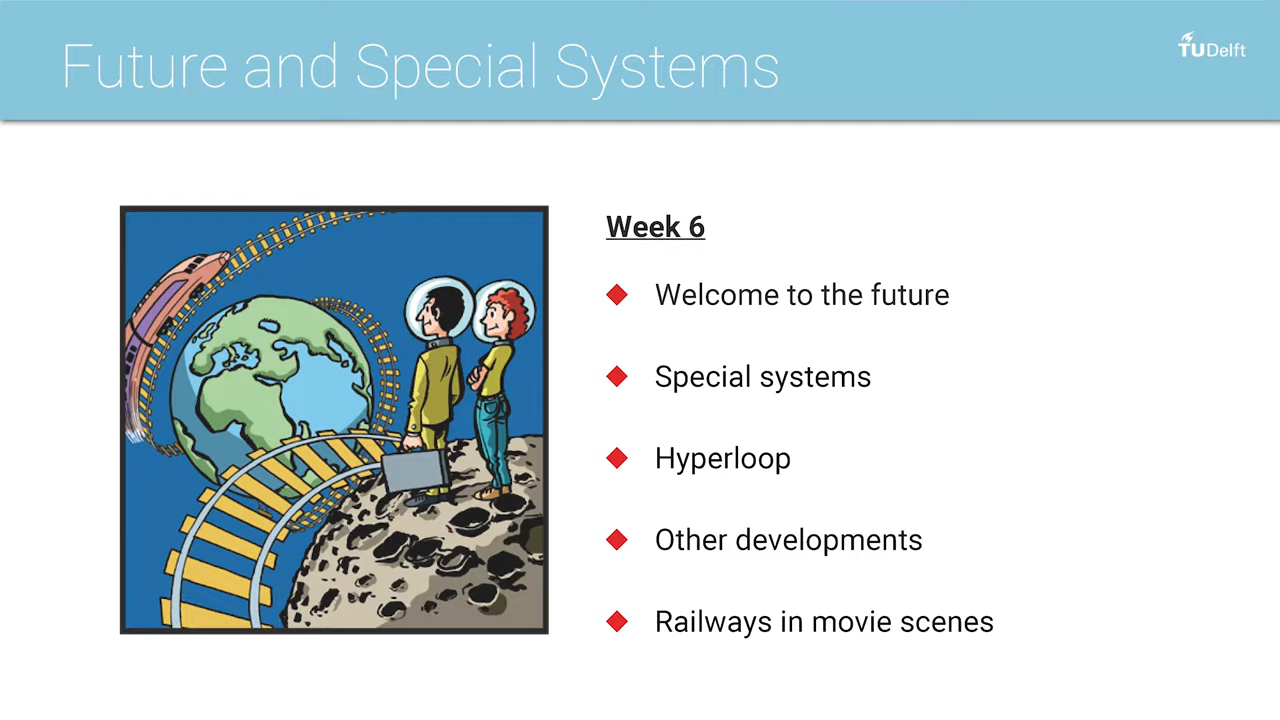 Future and Special Systems
TUDelft
Week 6
Welcome to the future
Special systems
Hyperloop
Other developments
Railways in movie scenes